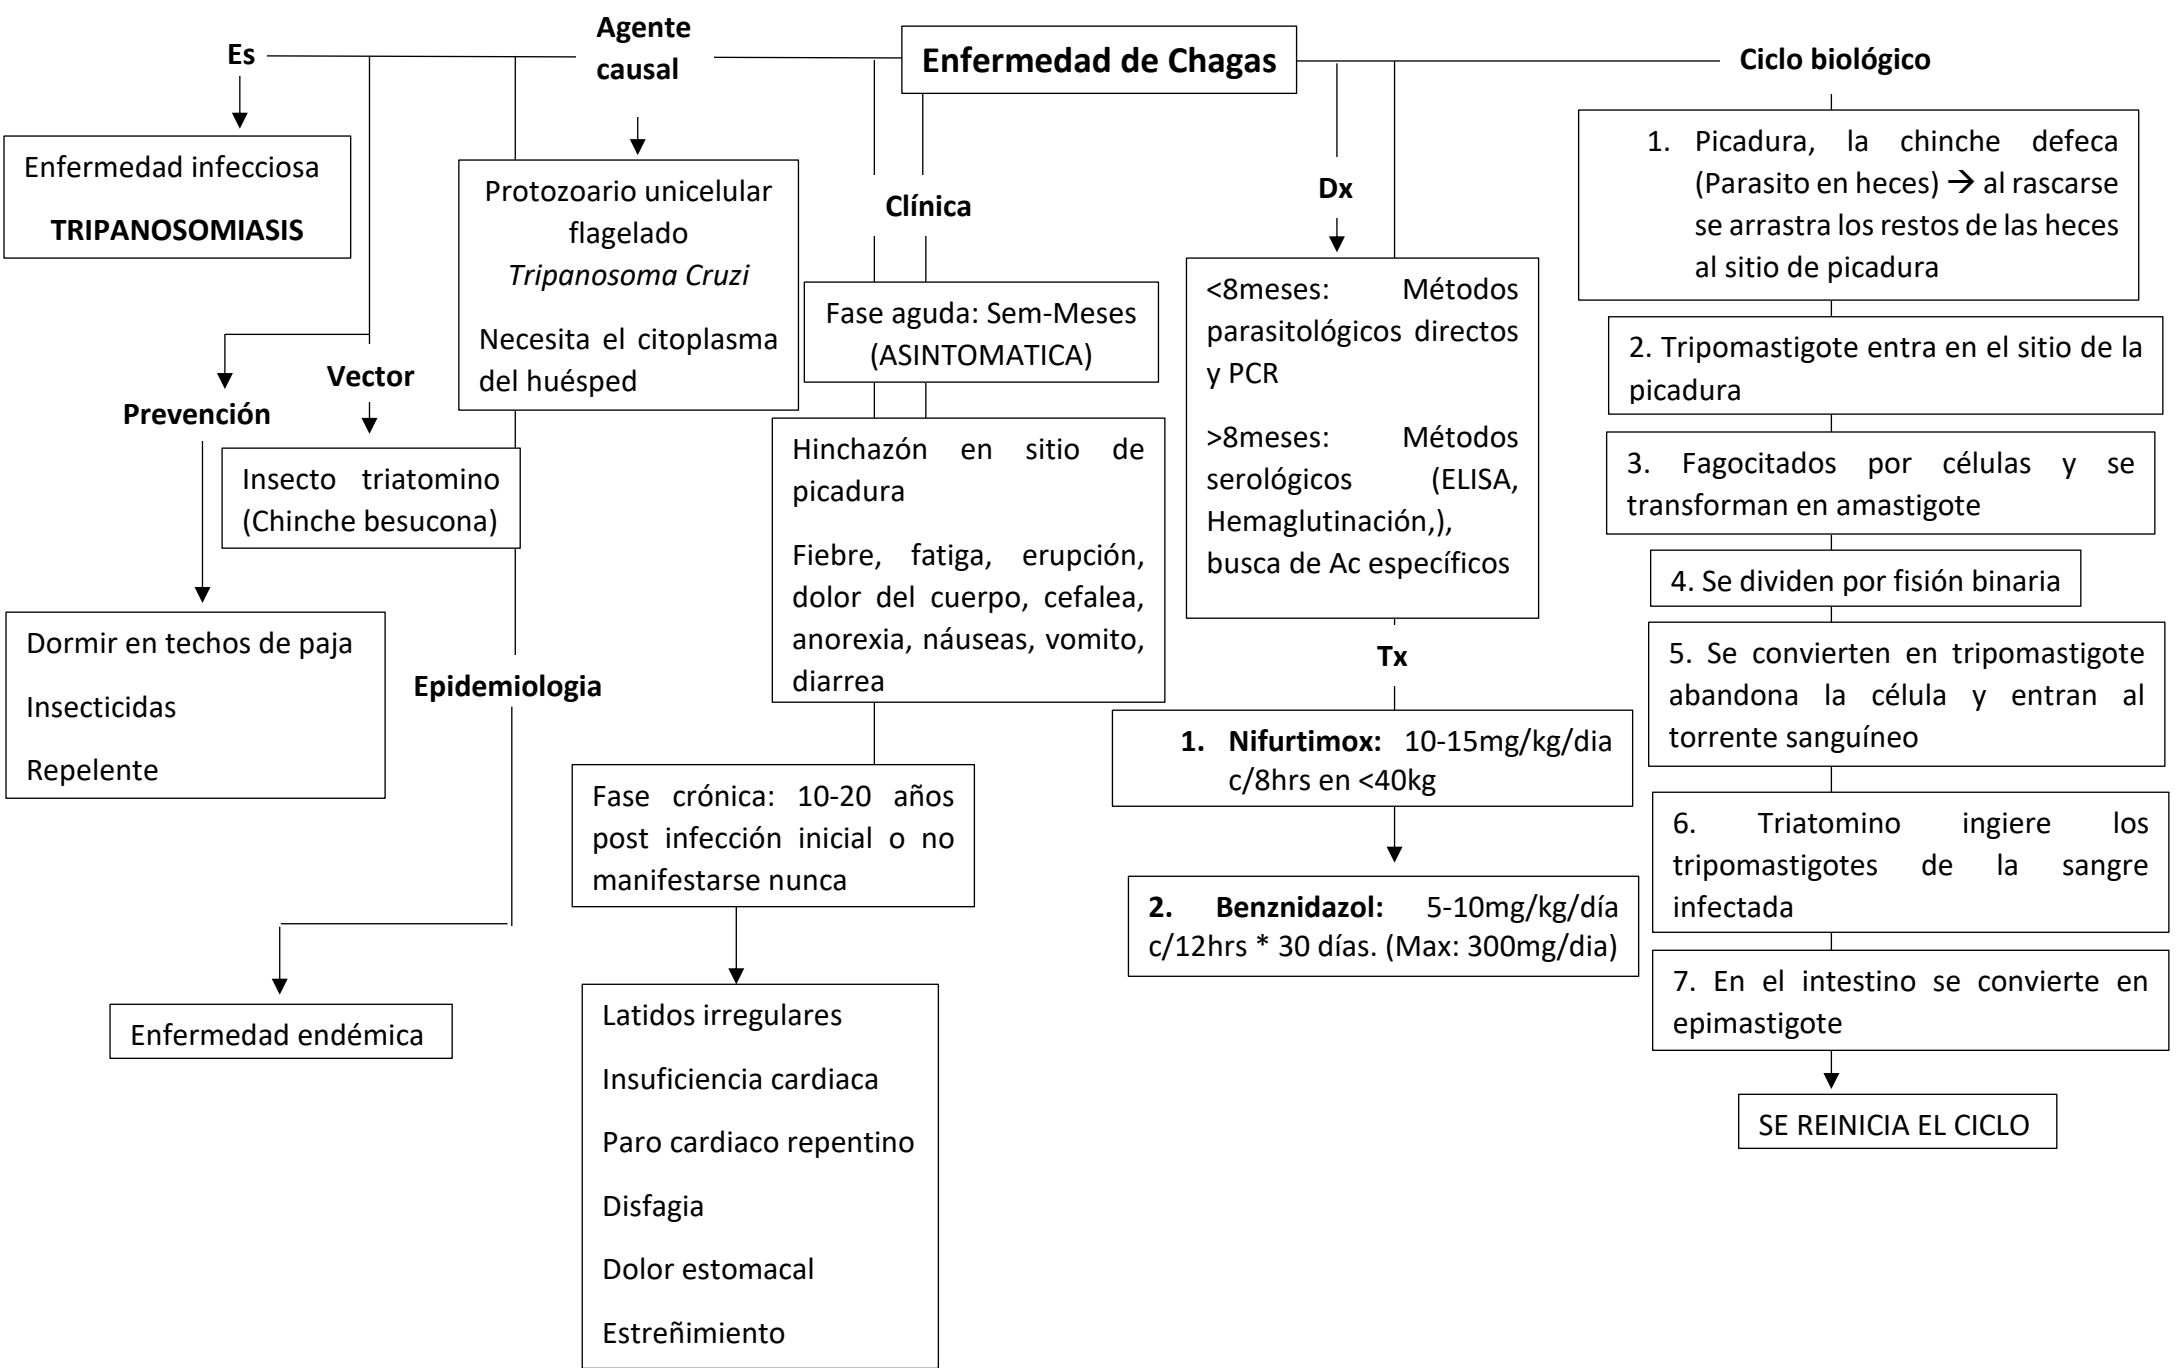 Enfermedad de Chagas
Es
Enfermedad infecciosa
TRIPANOSOMIASIS
Prevención
Dormir en techos de paja
Insecticidas
Repelente
Vector
Insecto triatomino
(Chinche besucona)
Epidemiologia
Enfermedad endémica
Agente
causal
Protozoario unicelular
flagelado
Tripanosoma Cruzi
Necesita el citoplasma
del huésped
Clínica
Fase aguda: Sem-Meses
(ASINTOMATICA)
Hinchazón en sitio de
picadura
Fiebre, fatiga, erupción,
dolor del cuerpo, cefalea,
anorexia, náuseas, vomito,
diarrea
Fase crónica: 10-20 años
post infección inicial o no
manifestarse nunca
Latidos irregulares
Insuficiencia cardiaca
Paro cardiaco repentino
Disfagia
Dolor estomacal
Estreñimiento
Dx
<8meses: Métodos
parasitológicos directos
y PCR
>8meses: Métodos
serológicos (ELISA,
Hemaglutinación,),
busca de Ac específicos
Tx
1. Nifurtimox: 10-15mg/kg/dia
c/8hrs en <40kg
2. Benznidazol: 5-10mg/kg/día
c/12hrs * 30 días. (Max: 300mg/dia)
Ciclo biológico
1. Picadura, la chinche defeca
(Parasito en heces) → al rascarse
se arrastra los restos de las heces
al sitio de picadura
2. Tripomastigote entra en el sitio de la
picadura
3. Fagocitados por células y se
transforman en amastigote
4. Se dividen por fisión binaria
5. Se convierten en tripomastigote
abandona la célula y entran al
torrente sanguíneo
6. Triatomino ingiere los
tripomastigotes de la sangre
infectada
7. En el intestino se convierte en
epimastigote
SE REINICIA EL CICLO